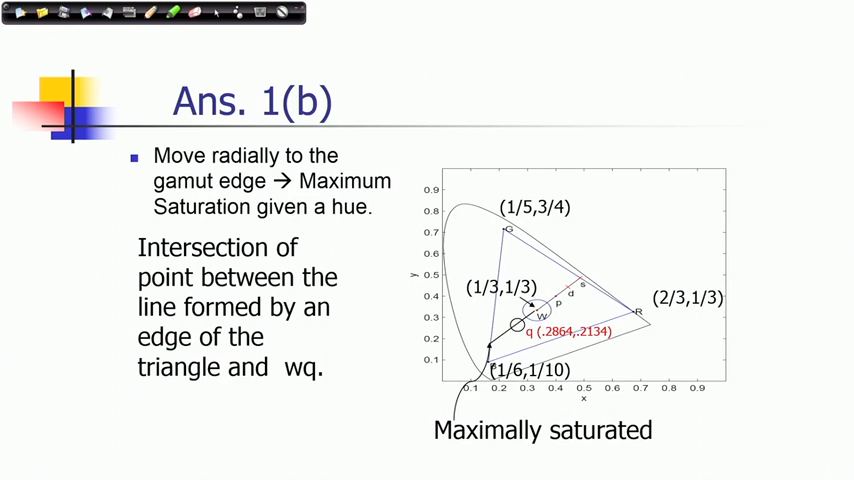 Ans. 1(b)
Move radially to the
gamut edge → Maximum
Saturation given a hue.
Intersection of
point between the
line formed by an
edge of the
triangle and wq.
0.9
0.8
0.7
0.6
0.5
0.4
0.3
0.2
0.1
y
(1/5,3/4)
G
(1/3,1/3)
s
d
p
W
(2/3,1/3)
R
q (.2864,.2134)
(1/6,1/10)
0.1 0.2 0.3 0.4 0.5 0.6 0.7 0.8 0.9
x
Maximally saturated